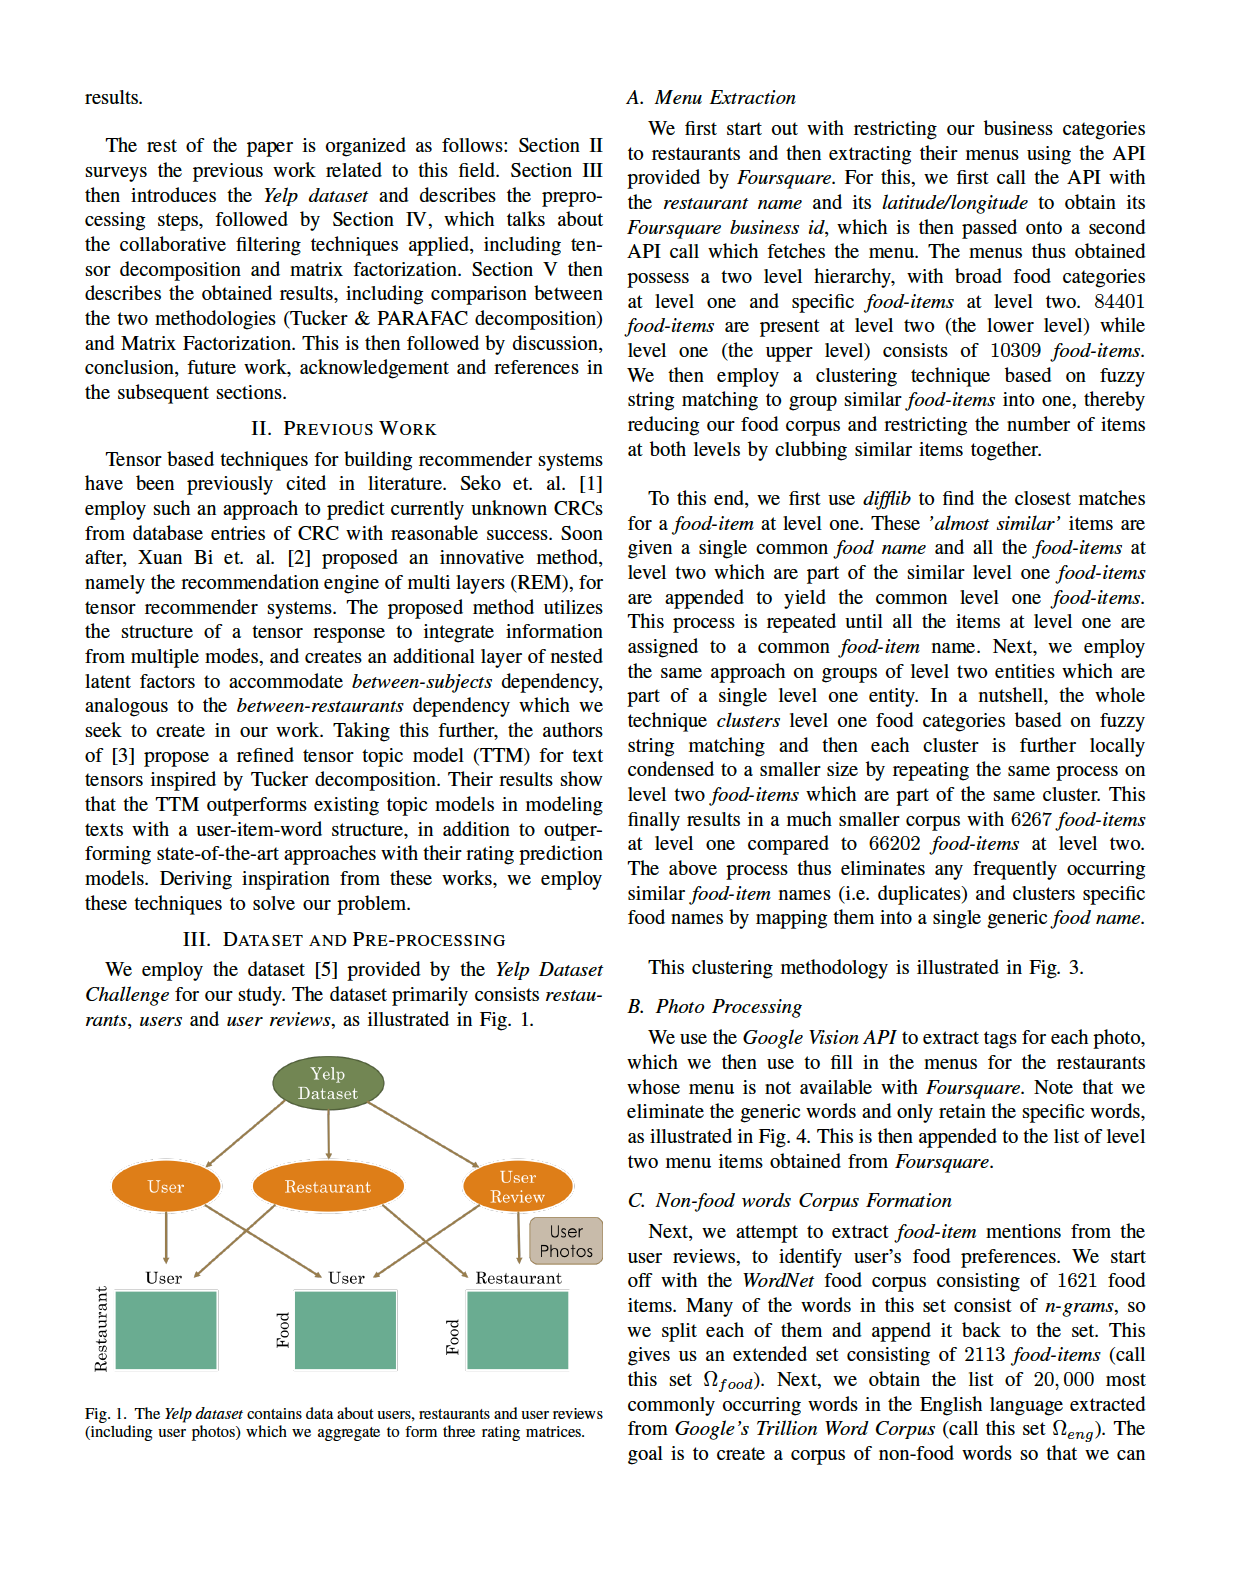 results.
The rest of the paper is organized as follows: Section II
surveys the previous work related to this field. Section III
then introduces the Yelp dataset and describes the prepro-
cessing steps, followed by Section IV, which talks about
the collaborative filtering techniques applied, including ten-
sor decomposition and matrix factorization. Section V then
describes the obtained results, including comparison between
the two methodologies (Tucker & PARAFAC decomposition)
and Matrix Factorization. This is then followed by discussion,
conclusion, future work, acknowledgement and references in
the subsequent sections.
II. PREVIOUS WORK
Tensor based techniques for building recommender systems
have been previously cited in literature. Seko et. al. [1]
employ such an approach to predict currently unknown CRCs
from database entries of CRC with reasonable success. Soon
after, Xuan Bi et. al. [2] proposed an innovative method,
namely the recommendation engine of multi layers (REM), for
tensor recommender systems. The proposed method utilizes
the structure of a tensor response to integrate information
from multiple modes, and creates an additional layer of nested
latent factors to accommodate between-subjects dependency,
analogous to the between-restaurants dependency which we
seek to create in our work. Taking this further, the authors
of [3] propose a refined tensor topic model (TTM) for text
tensors inspired by Tucker decomposition. Their results show
that the TTM outperforms existing topic models in modeling
texts with a user-item-word structure, in addition to outper-
forming state-of-the-art approaches with their rating prediction
models. Deriving inspiration from these works, we employ
these techniques to solve our problem.
III. DATASET AND PRE-PROCESSING
We employ the dataset [5] provided by the Yelp Dataset
Challenge for our study. The dataset primarily consists restau-
rants, users and user reviews, as illustrated in Fig. 1.
Yelp
Dataset
User
Restaurant
User
Review
User
Photos
User
User
Restaurant
Restaurant
Food
Food
Fig. 1. The Yelp dataset contains data about users, restaurants and user reviews
(including user photos) which we aggregate to form three rating matrices.
A. Menu Extraction
We first start out with restricting our business categories
to restaurants and then extracting their menus using the API
provided by Foursquare. For this, we first call the API with
the restaurant name and its latitude/longitude to obtain its
Foursquare business id, which is then passed onto a second
API call which fetches the menu. The menus thus obtained
possess a two level hierarchy, with broad food categories
at level one and specific food-items at level two. 84401
food-items are present at level two (the lower level) while
level one (the upper level) consists of 10309 food-items.
We then employ a clustering technique based on fuzzy
string matching to group similar food-items into one, thereby
reducing our food corpus and restricting the number of items
at both levels by clubbing similar items together.
To this end, we first use difflib to find the closest matches
for a food-item at level one. These 'almost similar' items are
given a single common food name and all the food-items at
level two which are part of the similar level one food-items
are appended to yield the common level one food-items.
This process is repeated until all the items at level one are
assigned to a common food-item name. Next, we employ
the same approach on groups of level two entities which are
part of a single level one entity. In a nutshell, the whole
technique clusters level one food categories based on fuzzy
string matching and then each cluster is further locally
condensed to a smaller size by repeating the same process on
level two food-items which are part of the same cluster. This
finally results in a much smaller corpus with 6267 food-items
at level one compared to 66202 food-items at level two.
The above process thus eliminates any frequently occurring
similar food-item names (i.e. duplicates) and clusters specific
food names by mapping them into a single generic food name.
This clustering methodology is illustrated in Fig. 3.
B. Photo Processing
We use the Google Vision API to extract tags for each photo,
which we then use to fill in the menus for the restaurants
whose menu is not available with Foursquare. Note that we
eliminate the generic words and only retain the specific words,
as illustrated in Fig. 4. This is then appended to the list of level
two menu items obtained from Foursquare.
C. Non-food words Corpus Formation
Next, we attempt to extract food-item mentions from the
user reviews, to identify user's food preferences. We start
off with the WordNet food corpus consisting of 1621 food
items. Many of the words in this set consist of n-grams, so
we split each of them and append it back to the set. This
gives us an extended set consisting of 2113 food-items (call
this set Ω_food). Next, we obtain the list of 20,000 most
commonly occurring words in the English language extracted
from Google's Trillion Word Corpus (call this set Ω_eng). The
goal is to create a corpus of non-food words so that we can